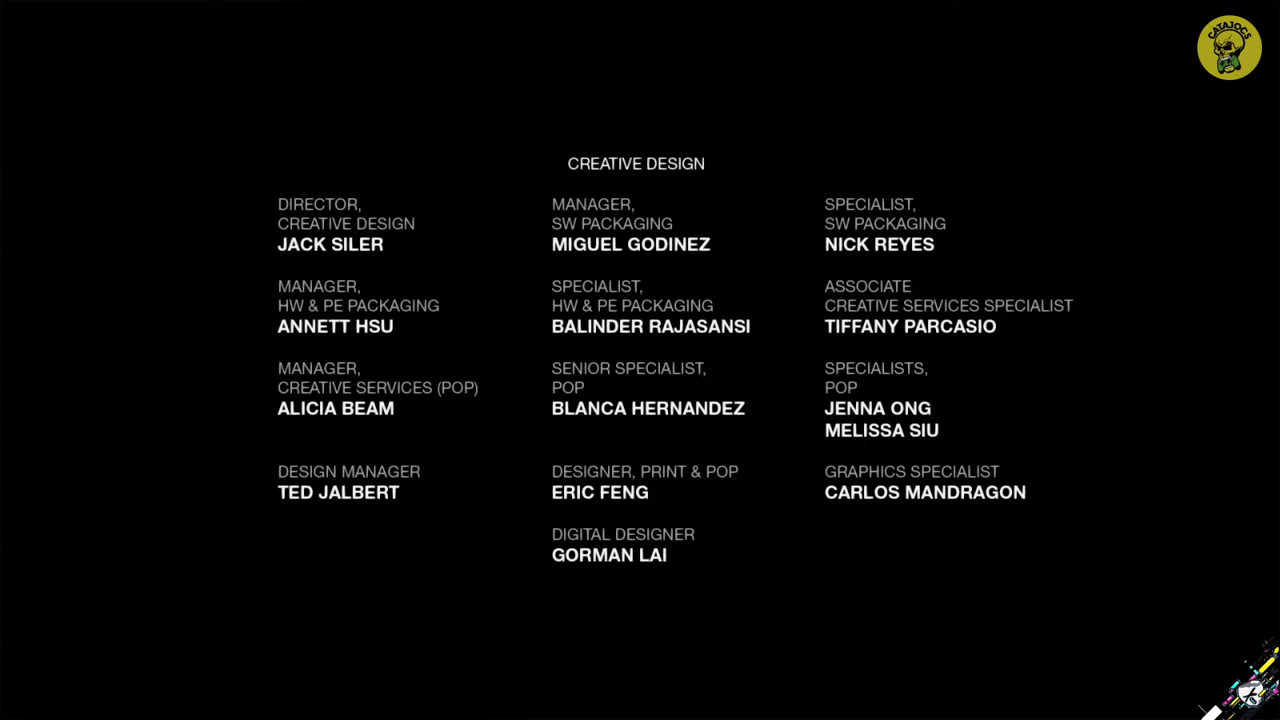 CATAJOCS
CREATIVE DESIGN
DIRECTOR,
CREATIVE DESIGN
JACK SILER
MANAGER,
SW PACKAGING
MIGUEL GODINEZ
SPECIALIST,
SW PACKAGING
NICK REYES
MANAGER,
HW & PE PACKAGING
ANNETT HSU
SPECIALIST,
HW & PE PACKAGING
BALINDER RAJASANSI
ASSOCIATE
CREATIVE SERVICES SPECIALIST
TIFFANY PARCASIO
MANAGER,
CREATIVE SERVICES (POP)
ALICIA BEAM
SENIOR SPECIALIST,
POP
BLANCA HERNANDEZ
SPECIALISTS,
POP
JENNA ONG
MELISSA SIU
DESIGN MANAGER
TED JALBERT
DESIGNER, PRINT & POP
ERIC FENG
GRAPHICS SPECIALIST
CARLOS MANDRAGON
DIGITAL DESIGNER
GORMAN LAI